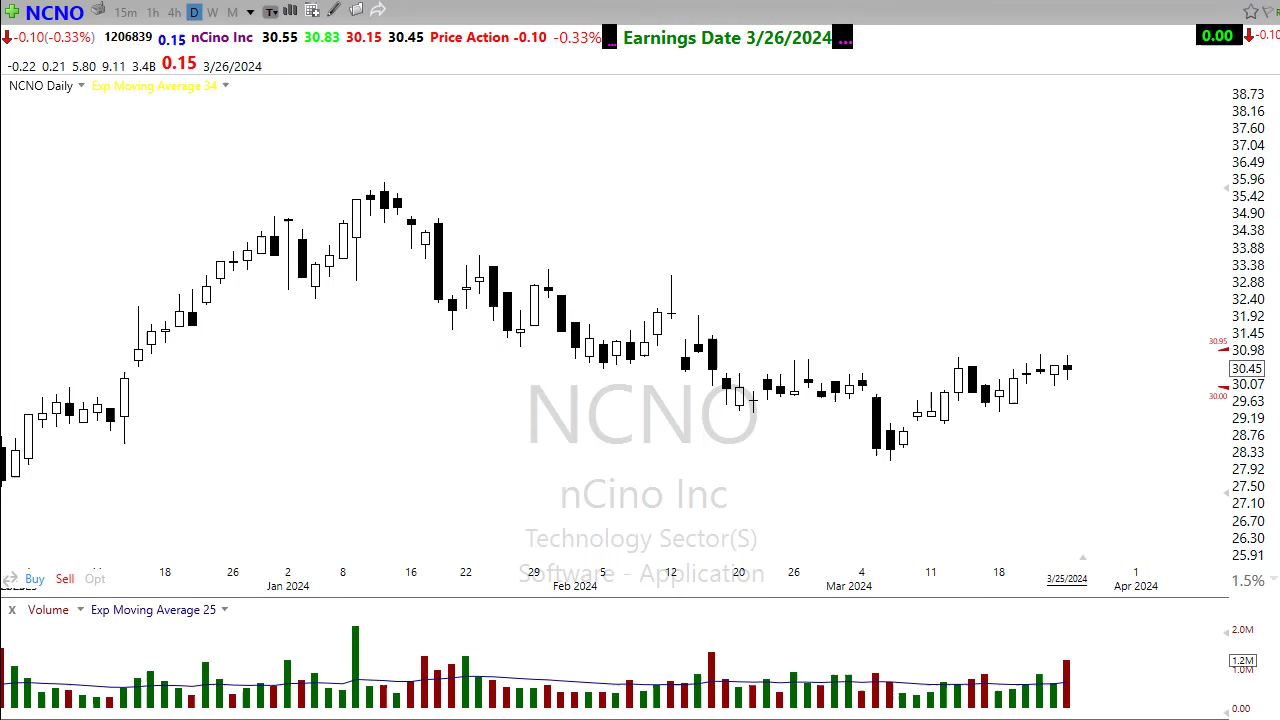 NCNO 15m 1h 4h D W M T
-0.10(-0.33%) 1206839 0.15 nCino Inc 30.55 30.83 30.15 30.45 Price Action -0.10 -0.33% ... Earnings Date 3/26/2024 ... 0.00 -0.10
-0.22 0.21 5.80 9.11 3.4B 0.15 3/26/2024
NCNO Daily Exp Moving Average 34
38.73
38.16
37.60
37.04
36.49
35.96
35.42
34.90
34.38
33.88
33.38
32.88
32.40
31.92
31.45
30.95
30.98
30.45
30.07
30.00
29.63
29.19
28.76
28.33
27.92
27.50
27.10
26.70
26.30
25.91
NCNO
nCino Inc
Technology Sector(S)
Software - Application
18 26 2 8 16 22 29 5 12 20 26 4 11 18 1
Buy Sell Opt 1.5%
Jan 2024 Feb 2024 Mar 2024 3/25/2024 Apr 2024
x Volume Exp Moving Average 25
2.0M
1.2M
1.0M
0.00